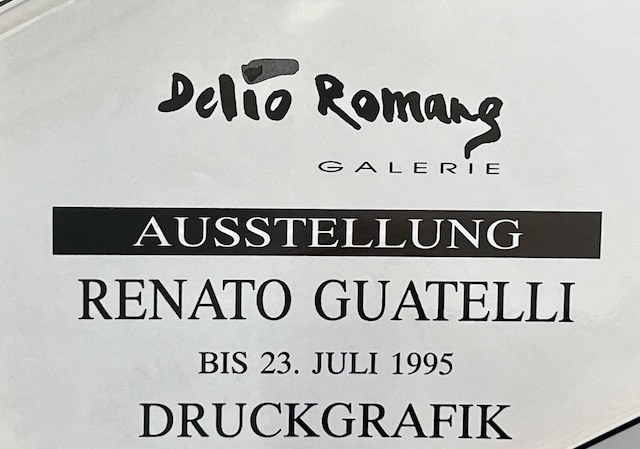 Delio Romang
GALERIE
AUSSTELLUNG
RENATO GUATELLI
BIS 23. JULI 1995
DRUCKGRAFIK